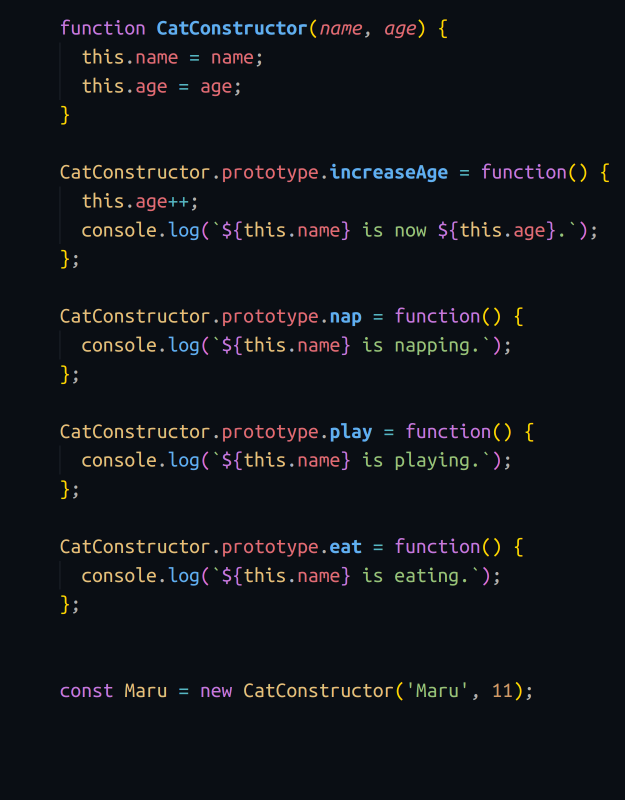 function CatConstructor(name, age) {
  this.name = name;
  this.age = age;
}

CatConstructor.prototype.increaseAge = function() {
  this.age++;
  console.log(`${this.name} is now ${this.age}.`);
};

CatConstructor.prototype.nap = function() {
  console.log(`${this.name} is napping.`);
};

CatConstructor.prototype.play = function() {
  console.log(`${this.name} is playing.`);
};

CatConstructor.prototype.eat = function() {
  console.log(`${this.name} is eating.`);
};


const Maru = new CatConstructor('Maru', 11);